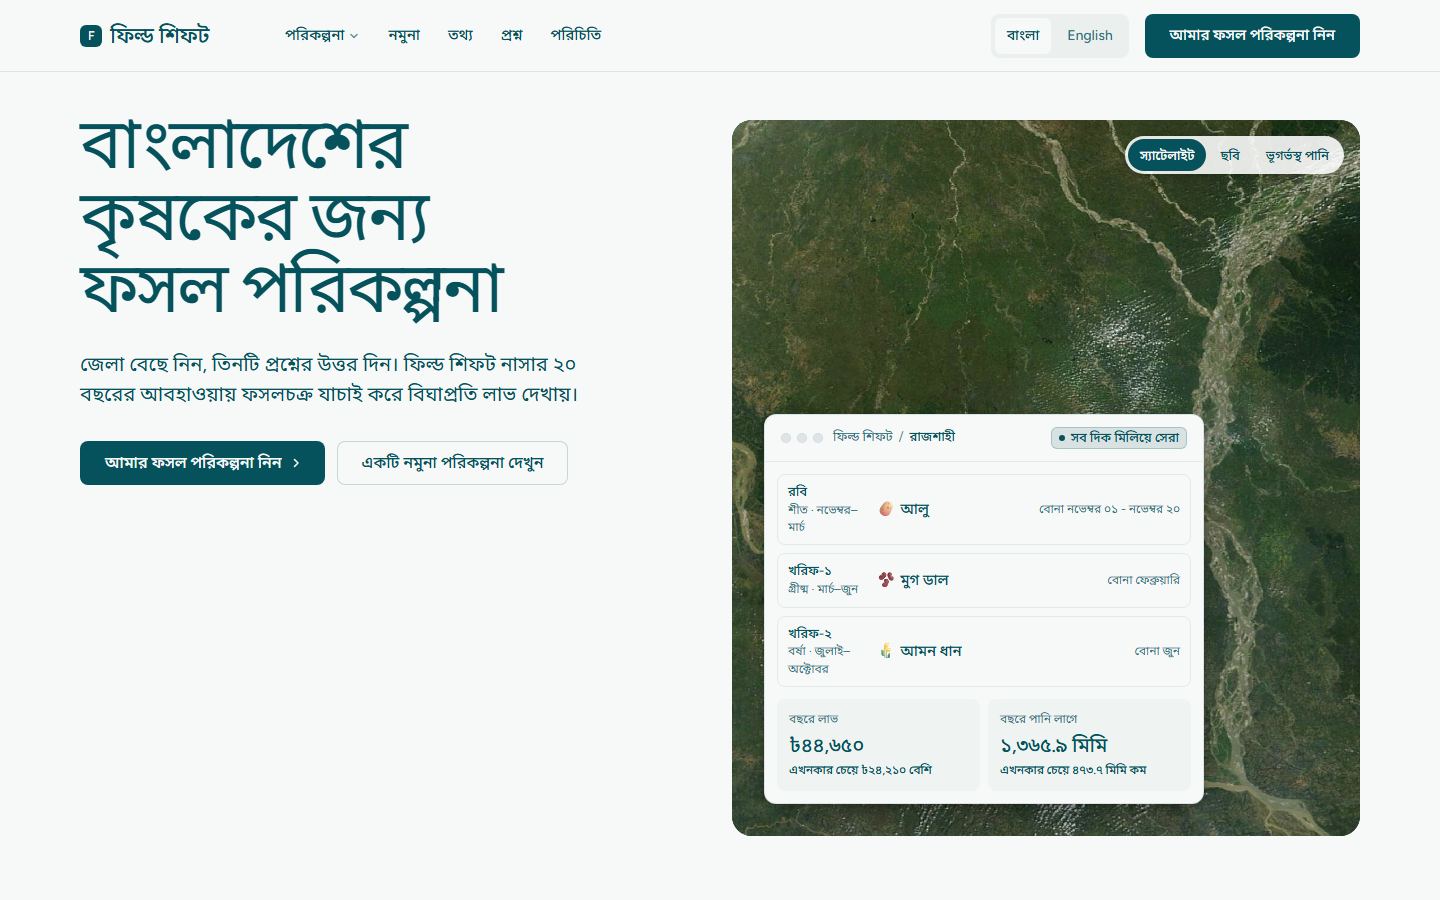 F ফিল্ড শিফট
পরিকল্পনা
নমুনা
তথ্য
প্রশ্ন
পরিচিতি
বাংলা
English
আমার ফসল পরিকল্পনা নিন
বাংলাদেশের
কৃষকের জন্য
ফসল পরিকল্পনা
জেলা বেছে নিন, তিনটি প্রশ্নের উত্তর দিন। ফিল্ড শিফট নাসার ২০
বছরের আবহাওয়ায় ফসলচক্র যাচাই করে বিঘাপ্রতি লাভ দেখায়।
আমার ফসল পরিকল্পনা নিন
একটি নমুনা পরিকল্পনা দেখুন
স্যাটেলাইট
ছবি
ভূগর্ভস্থ পানি
ফিল্ড শিফট / রাজশাহী
সব দিক মিলিয়ে সেরা
রবি
শীত · নভেম্বর–
মার্চ
আলু
বোনা নভেম্বর ০১ - নভেম্বর ২০
খরিফ-১
গ্রীষ্ম · মার্চ–জুন
মুগ ডাল
বোনা ফেব্রুয়ারি
খরিফ-২
বর্ষা · জুলাই–
অক্টোবর
আমন ধান
বোনা জুন
বছরে লাভ
৳৪৪,৬৫০
এখনকার চেয়ে ৳২৪,২১০ বেশি
বছরে পানি লাগে
১,৩৬৫.৯ মিমি
এখনকার চেয়ে ৪৭৩.৭ মিমি কম